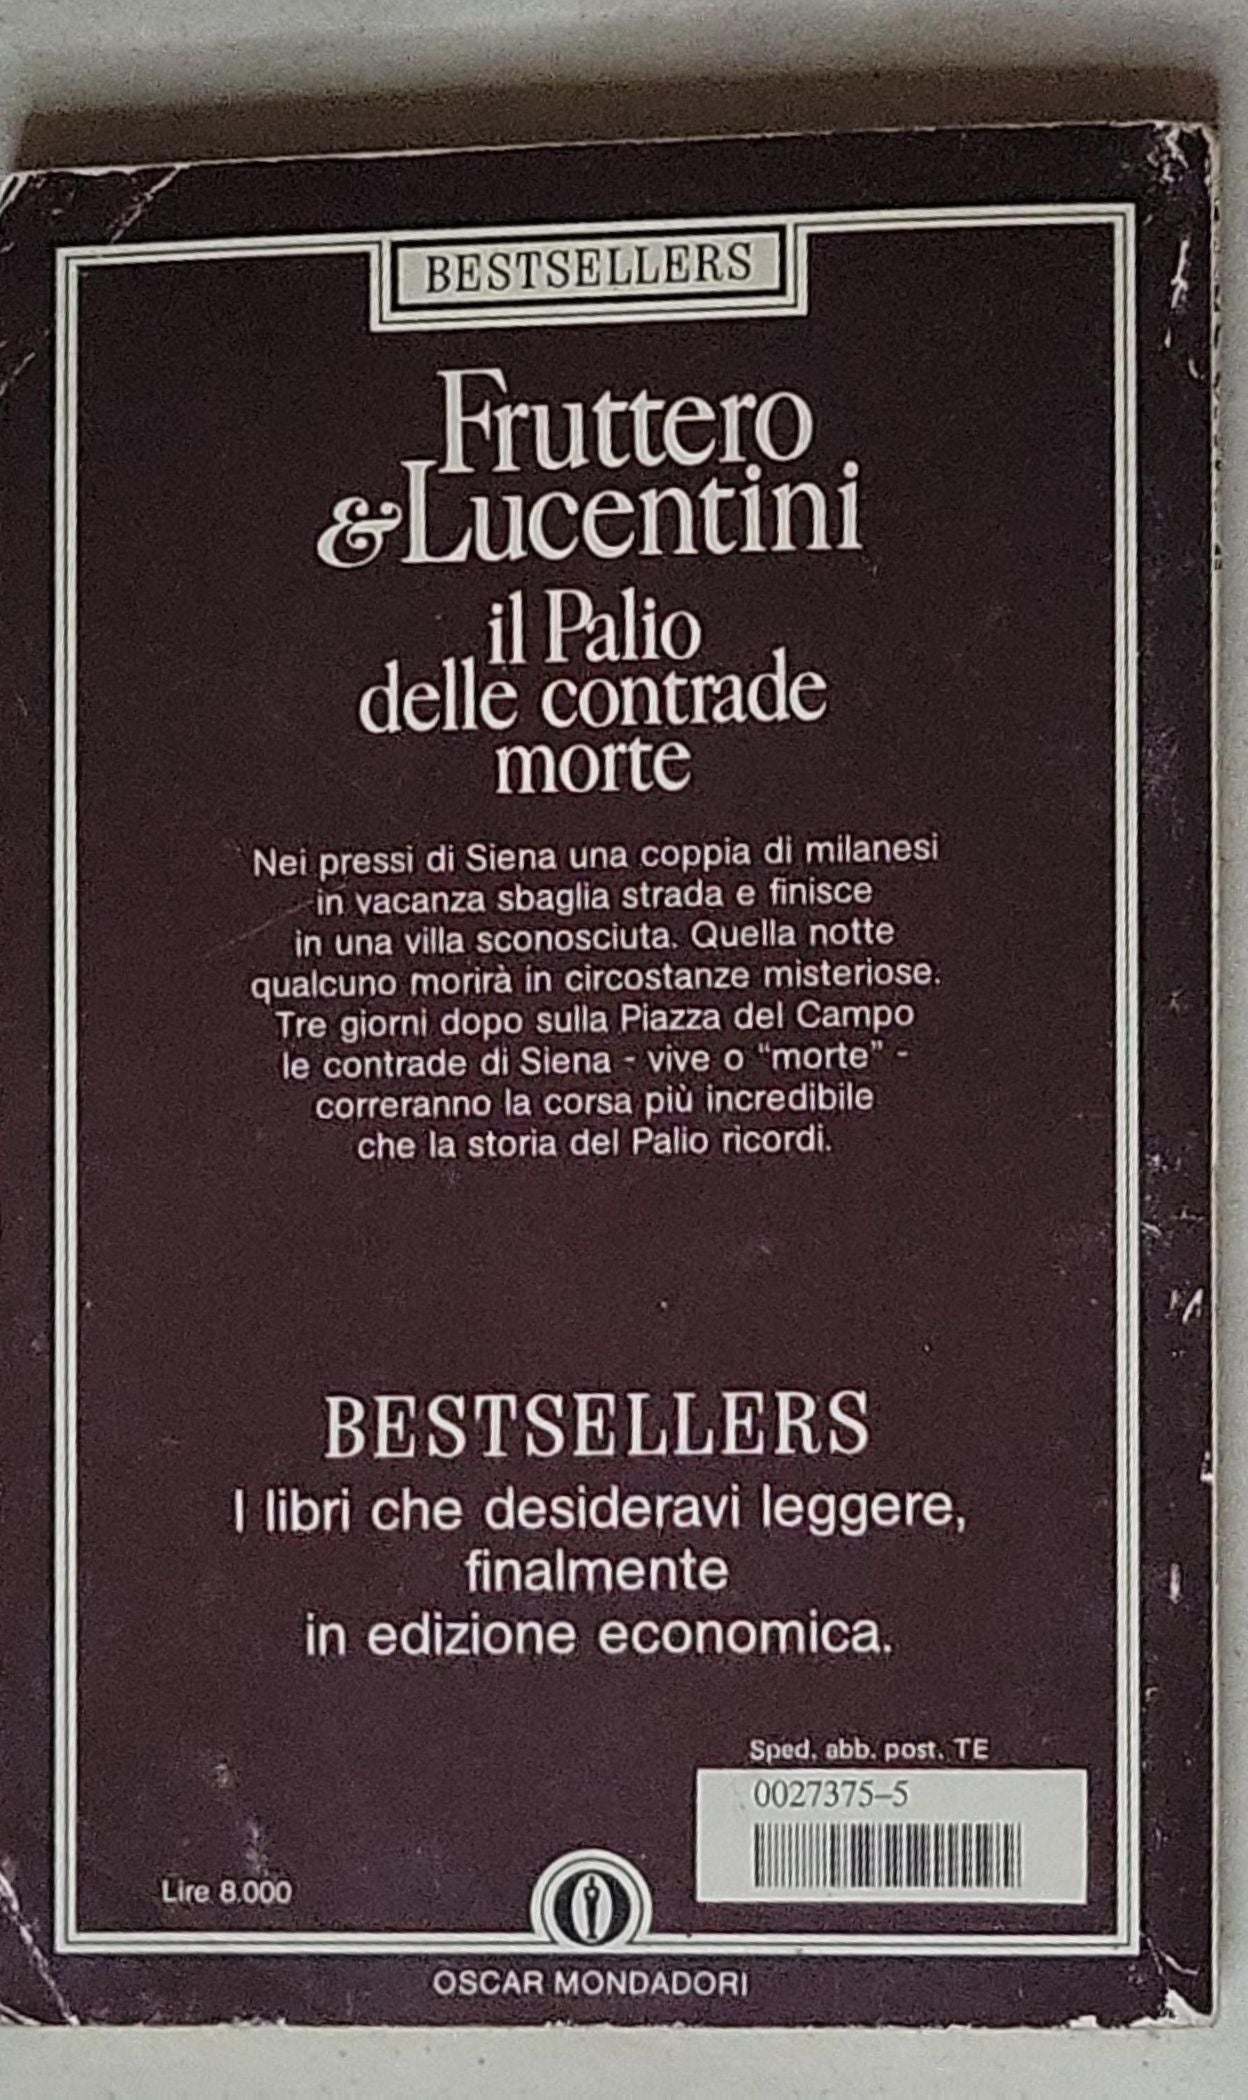 BESTSELLERS
Fruttero
&Lucentini
il Palio
delle contrade
morte
Nei pressi di Siena una coppia di milanesi
in vacanza sbaglia strada e finisce
in una villa sconosciuta. Quella notte
qualcuno morirà in circostanze misteriose.
Tre giorni dopo sulla Piazza del Campo
le contrade di Siena - vive o “morte” -
correranno la corsa più incredibile
che la storia del Palio ricordi.
BESTSELLERS
I libri che desideravi leggere,
finalmente
in edizione economica.
Sped. abb. post. TE
0027375-5
Lire 8.000
OSCAR MONDADORI